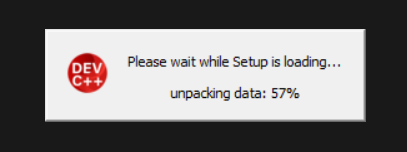 DEV
C++
Please wait while Setup is loading...
unpacking data: 57%